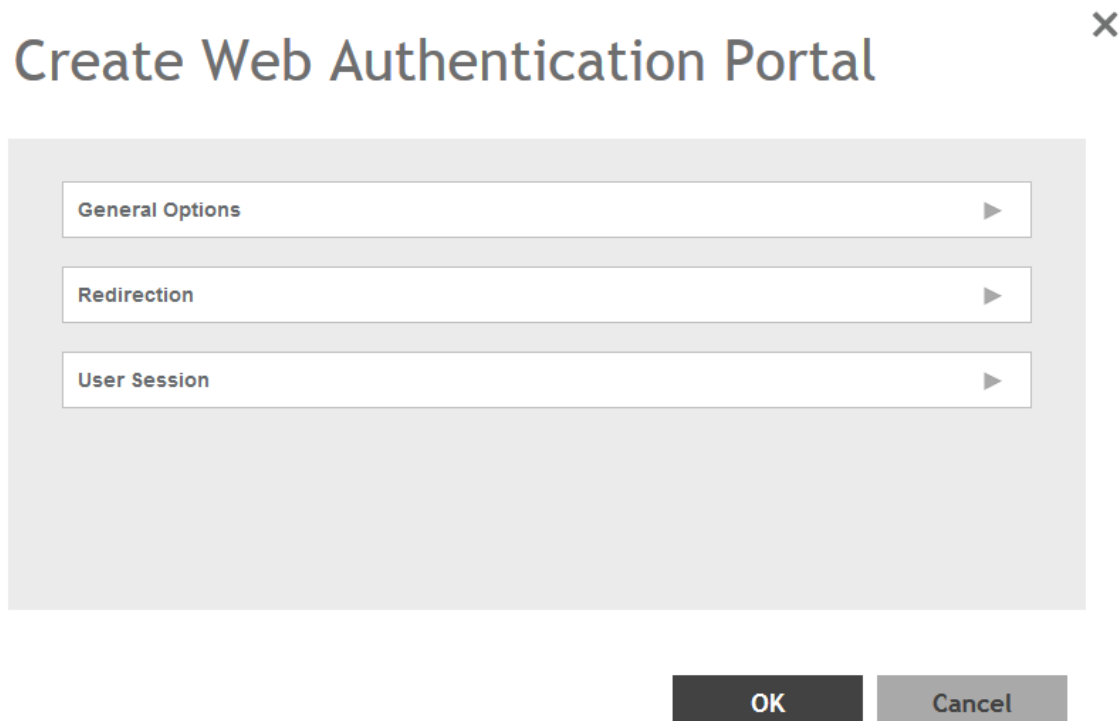 Create Web Authentication Portal
General Options
Redirection
User Session
OK
Cancel